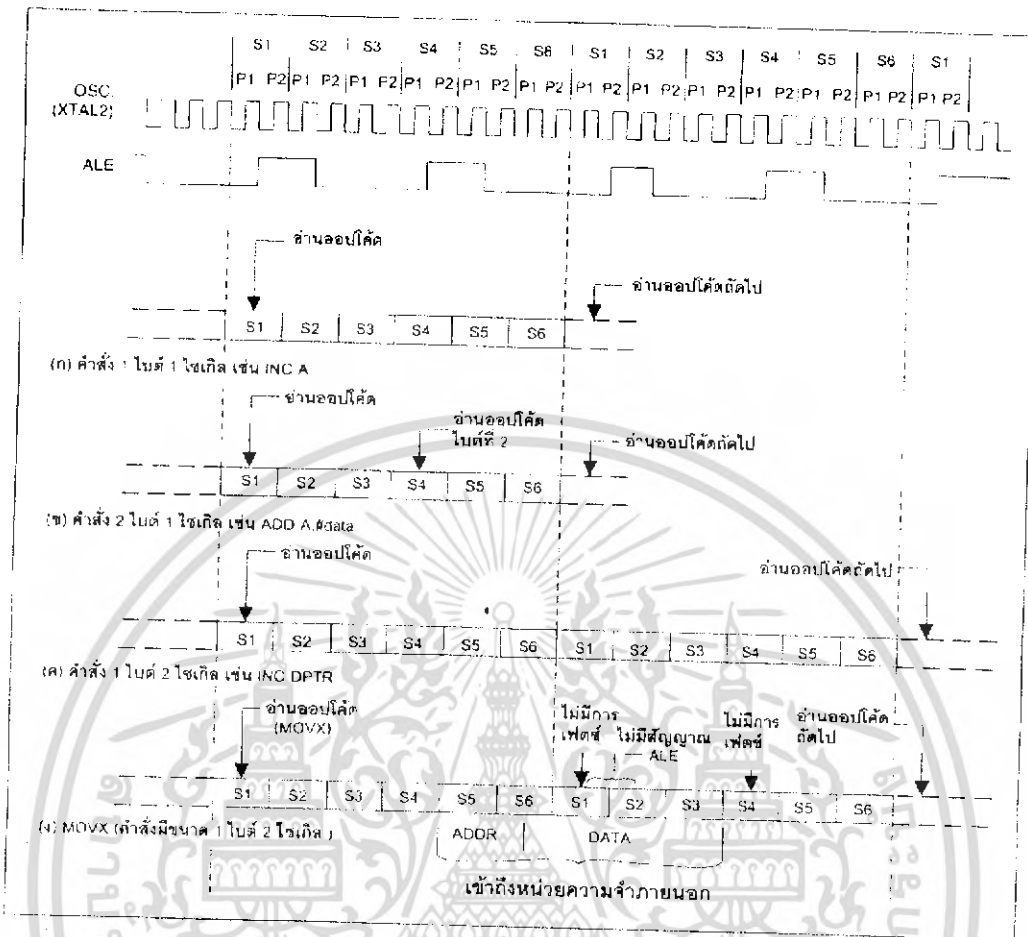 S1 S2 S3 S4 S5 S6 S1 S2 S3 S4 S5 S6 S1
P1 P2 P1 P2 P1 P2 P1 P2 P1 P2 P1 P2 P1 P2 P1 P2 P1 P2 P1 P2 P1 P2 P1 P2 P1 P2
OSC.
(XTAL2)
ALE
อ่านออปโค้ด
อ่านออปโค้ดถัดไป
S1 S2 S3 S4 S5 S6
(ก) คำสั่ง 1 ไบต์ 1 ไซเกิล เช่น INC A
อ่านออปโค้ด
อ่านออปโค้ด
ไบต์ที่ 2
อ่านออปโค้ดถัดไป
S1 S2 S3 S4 S5 S6
(ข) คำสั่ง 2 ไบต์ 1 ไซเกิล เช่น ADD A,#data
อ่านออปโค้ด
อ่านออปโค้ดถัดไป
S1 S2 S3 S4 S5 S6 S1 S2 S3 S4 S5 S6
(ค) คำสั่ง 1 ไบต์ 2 ไซเกิล เช่น INC DPTR
อ่านออปโค้ด
(MOVX)
ไม่มีการ
เฟตช์
ไม่มีสัญญาณ
ALE
ไม่มีการ
เฟตช์
อ่านออปโค้ด
ถัดไป
S1 S2 S3 S4 S5 S6 S1 S2 S3 S4 S5 S6
(ง) MOVX (คำสั่งมีขนาด 1 ไบต์ 2 ไซเกิล)
ADDR DATA
เข้าถึงหน่วยความจำภายนอก